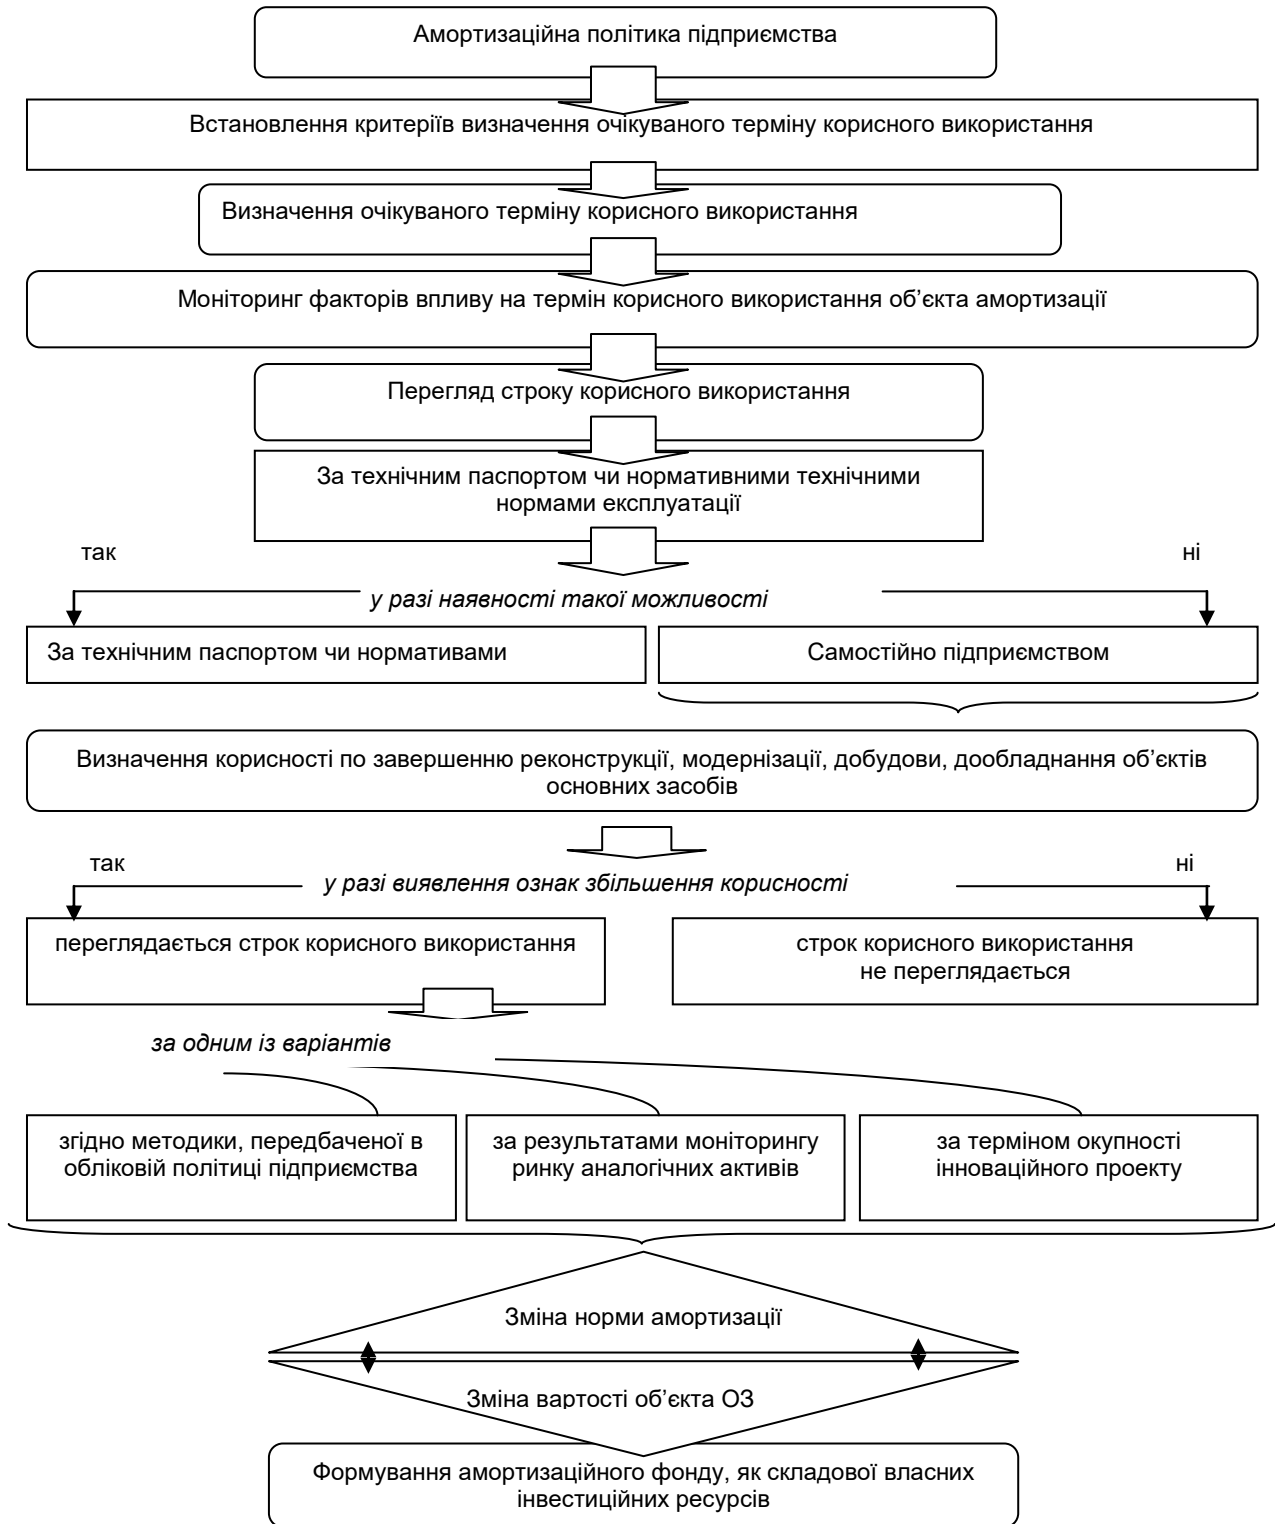 Амортизаційна політика підприємства
Встановлення критеріїв визначення очікуваного терміну корисного використання
Визначення очікуваного терміну корисного використання
Моніторинг факторів впливу на термін корисного використання об’єкта амортизації
Перегляд строку корисного використання
За технічним паспортом чи нормативними технічними
нормами експлуатації
так
ні
у разі наявності такої можливості
За технічним паспортом чи нормативами
Самостійно підприємством
Визначення корисності по завершенню реконструкції, модернізації, добудови, дообладнання об’єктів
основних засобів
так
ні
у разі виявлення ознак збільшення корисності
переглядається строк корисного використання
строк корисного використання
не переглядається
за одним із варіантів
згідно методики, передбаченої в
обліковій політиці підприємства
за результатами моніторингу
ринку аналогічних активів
за терміном окупності
інноваційного проекту
Зміна норми амортизації
Зміна вартості об’єкта ОЗ
Формування амортизаційного фонду, як складової власних
інвестиційних ресурсів